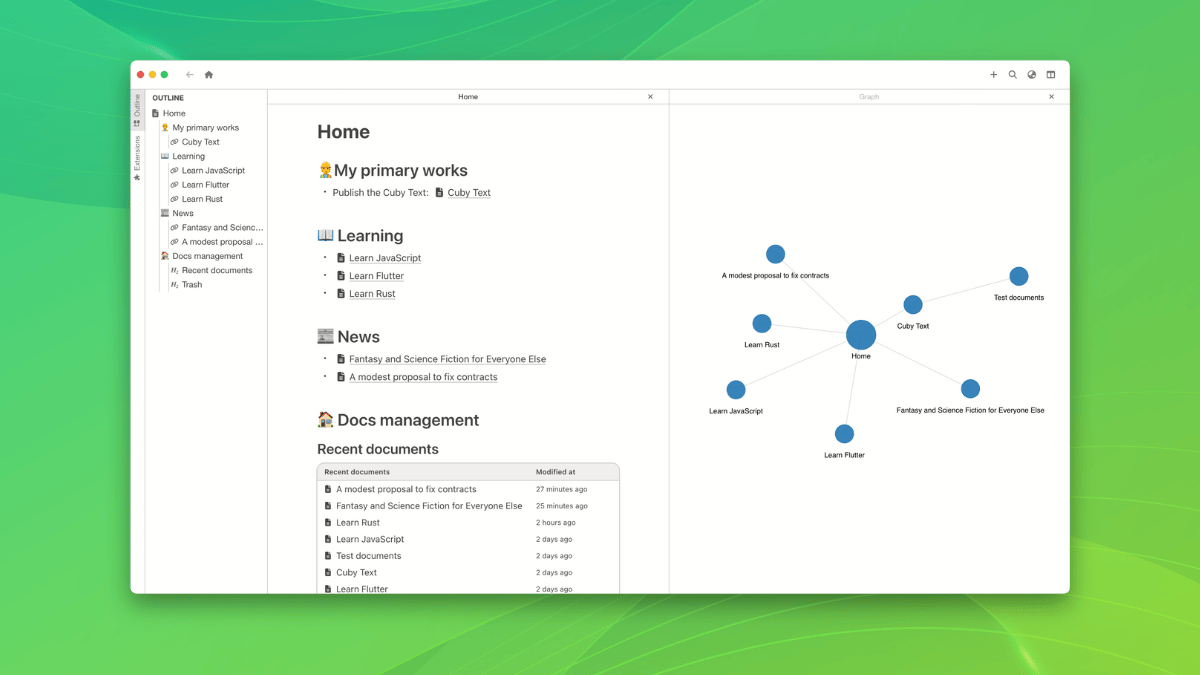 Outline
Extensions
OUTLINE
Home
My primary works
Cuby Text
Learning
Learn JavaScript
Learn Flutter
Learn Rust
News
Fantasy and Scienc...
A modest proposal ...
Docs management
H₂ Recent documents
H₂ Trash
Home
Home
My primary works
• Publish the Cuby Text: Cuby Text
Learning
• Learn JavaScript
• Learn Flutter
• Learn Rust
News
• Fantasy and Science Fiction for Everyone Else
• A modest proposal to fix contracts
Docs management
Recent documents
Recent documents Modified at
A modest proposal to fix contracts 27 minutes ago
Fantasy and Science Fiction for Everyone Else 25 minutes ago
Learn Rust 2 hours ago
Learn JavaScript 2 days ago
Test documents 2 days ago
Cuby Text 2 days ago
Learn Flutter 2 days ago
Graph
A modest proposal to fix contracts
Test documents
Cuby Text
Learn Rust
Home
Learn JavaScript
Fantasy and Science Fiction for Everyone Else
Learn Flutter